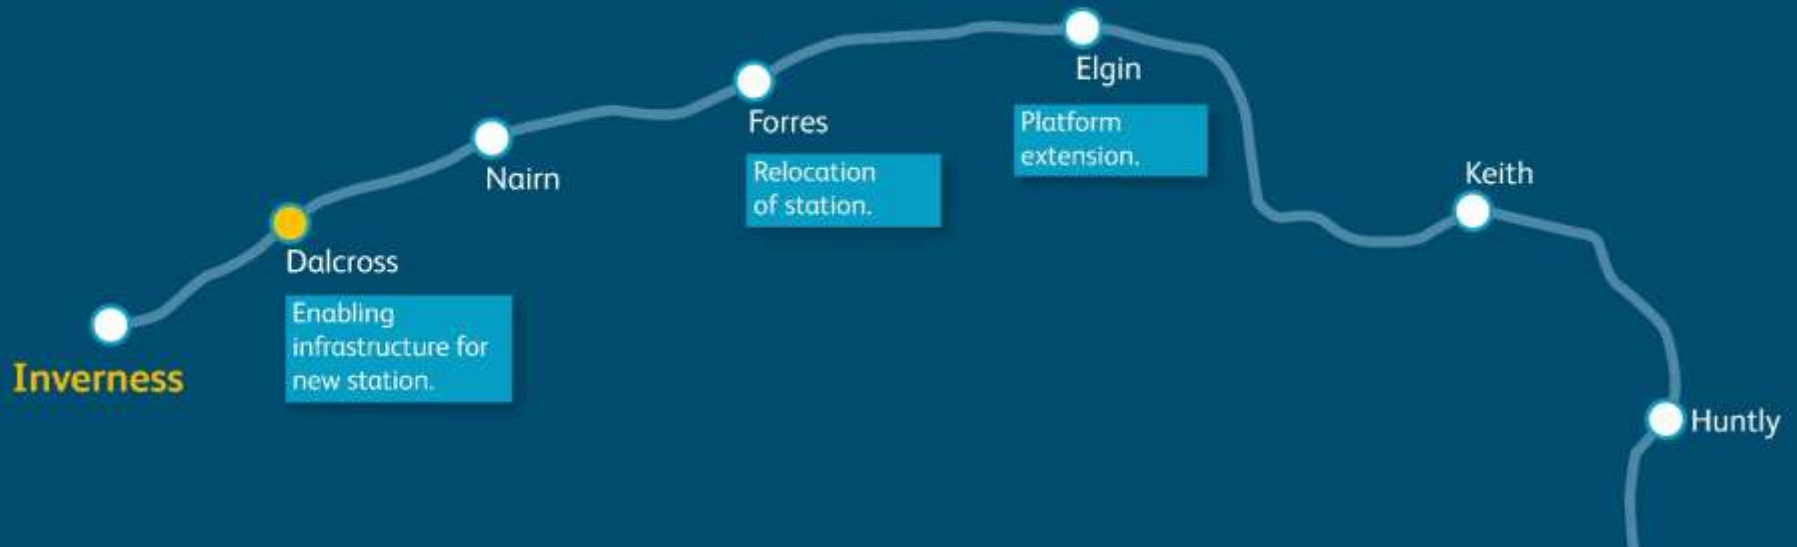 Inverness
Dalcross
Enabling
infrastructure for
new station.
Nairn
Forres
Relocation
of station.
Elgin
Platform
extension.
Keith
Huntly